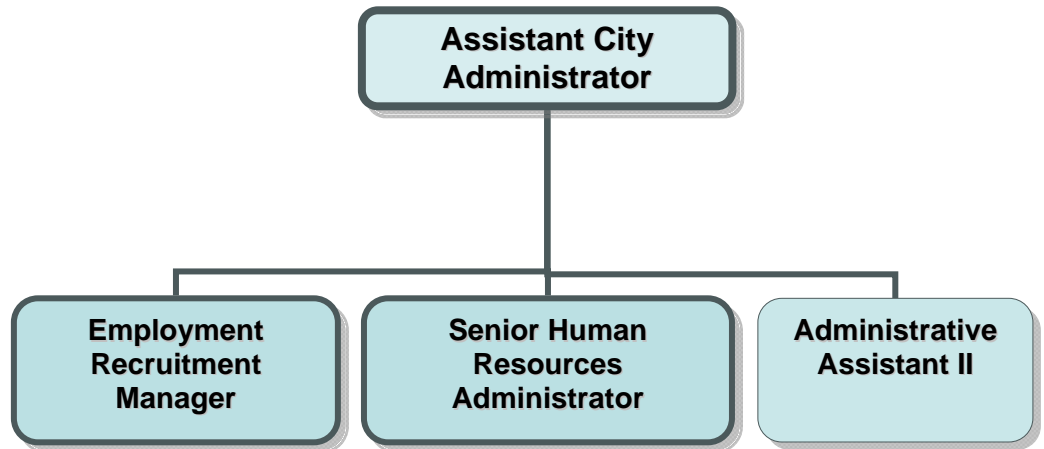 Assistant City
Administrator
Employment
Recruitment
Manager
Senior Human
Resources
Administrator
Administrative
Assistant II